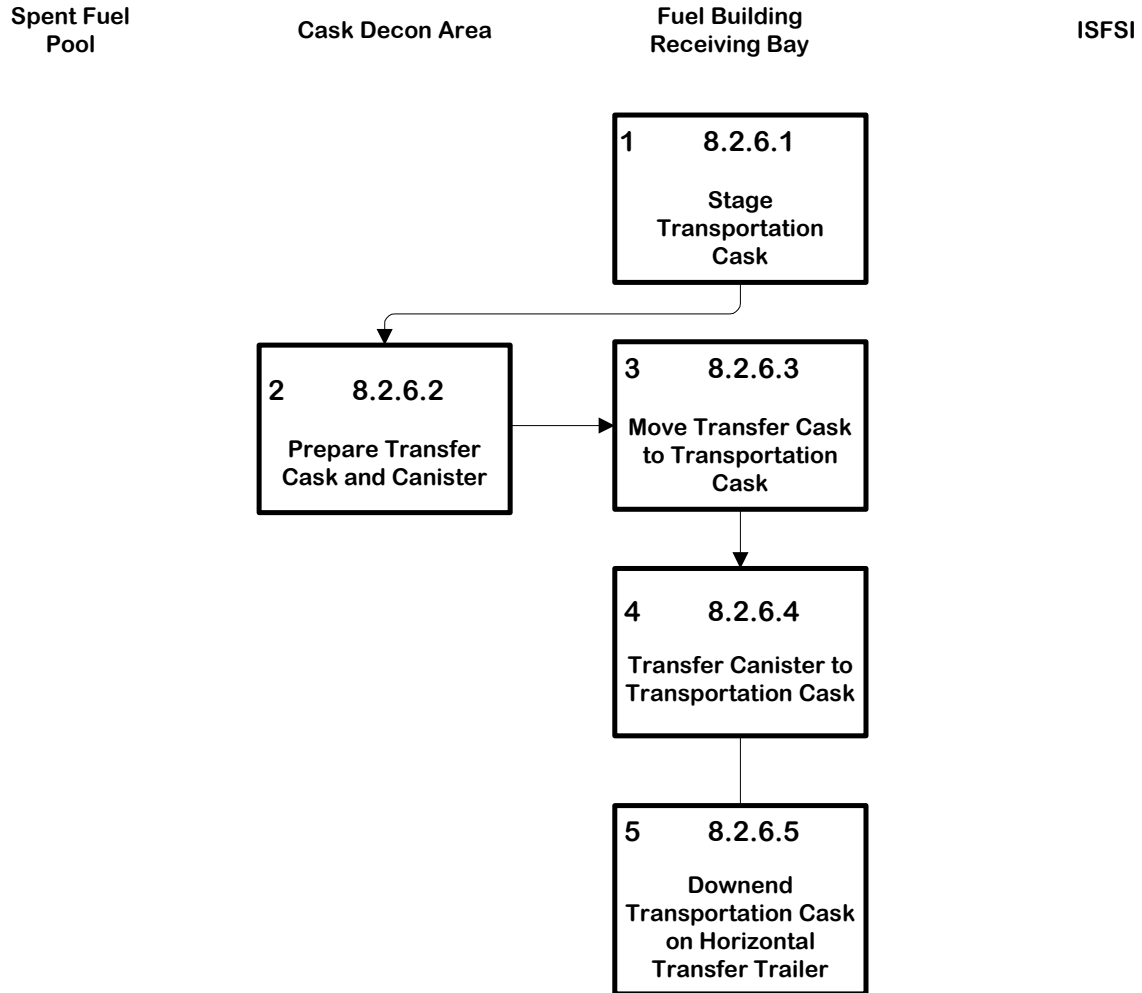 Spent Fuel
Pool
Cask Decon Area
Fuel Building
Receiving Bay
ISFSI
1 8.2.6.1
Stage
Transportation
Cask
2 8.2.6.2
Prepare Transfer
Cask and Canister
3 8.2.6.3
Move Transfer Cask
to Transportation
Cask
4 8.2.6.4
Transfer Canister to
Transportation Cask
5 8.2.6.5
Downend
Transportation Cask
on Horizontal
Transfer Trailer